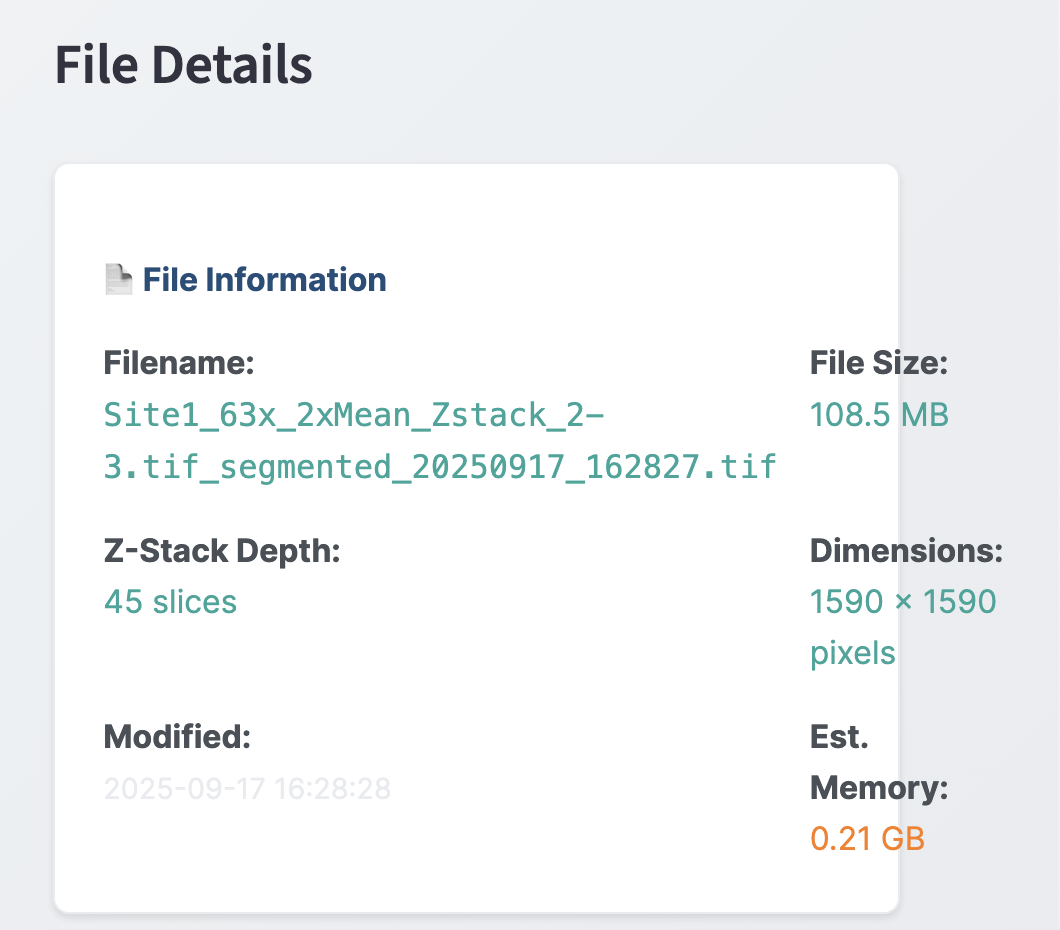 File Details
File Information
Filename:
Site1_63x_2xMean_Zstack_2-
3.tif_segmented_20250917_162827.tif
File Size:
108.5 MB
Z-Stack Depth:
45 slices
Dimensions:
1590 × 1590
pixels
Modified:
2025-09-17 16:28:28
Est.
Memory:
0.21 GB